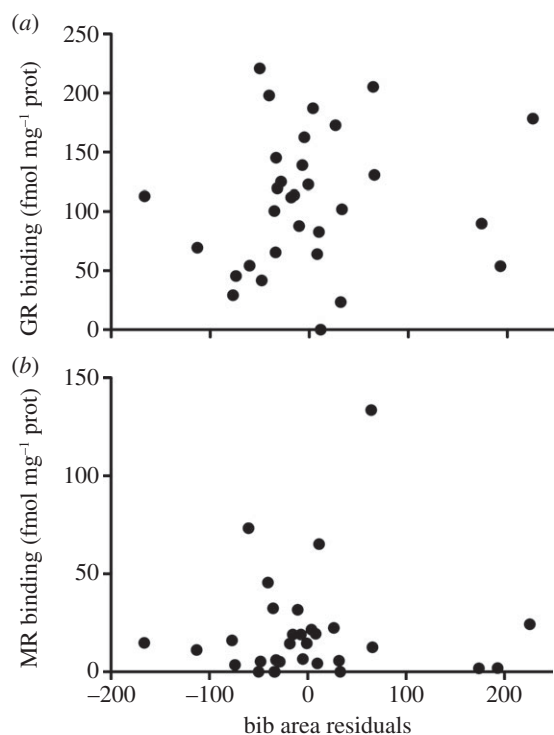 (a)
250
200
150
100
50
0
GR binding (fmol mg⁻¹ prot)
(b)
150
100
50
0
MR binding (fmol mg⁻¹ prot)
−200 −100 0 100 200
bib area residuals